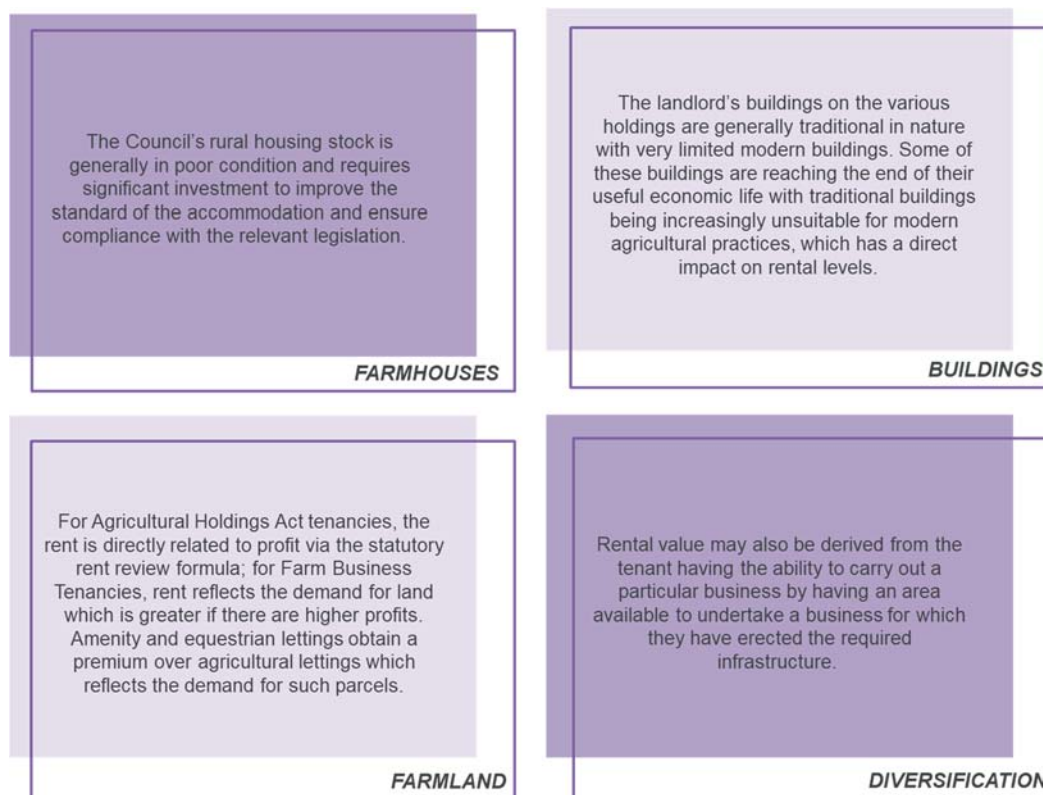 The Council's rural housing stock is
generally in poor condition and requires
significant investment to improve the
standard of the accommodation and ensure
compliance with the relevant legislation.
FARMHOUSES
The landlord's buildings on the various
holdings are generally traditional in nature
with very limited modern buildings. Some of
these buildings are reaching the end of their
useful economic life with traditional buildings
being increasingly unsuitable for modern
agricultural practices, which has a direct
impact on rental levels.
BUILDINGS
For Agricultural Holdings Act tenancies, the
rent is directly related to profit via the statutory
rent review formula; for Farm Business
Tenancies, rent reflects the demand for land
which is greater if there are higher profits.
Amenity and equestrian lettings obtain a
premium over agricultural lettings which
reflects the demand for such parcels.
FARMLAND
Rental value may also be derived from the
tenant having the ability to carry out a
particular business by having an area
available to undertake a business for which
they have erected the required
infrastructure.
DIVERSIFICATION